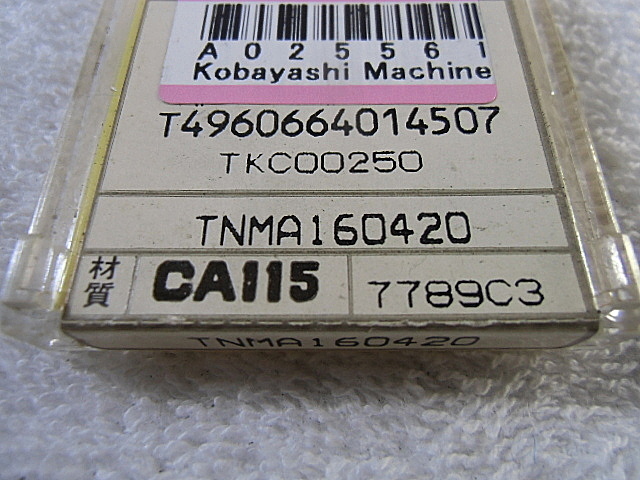 A025561
Kobayashi Machine
T4960664014507
TKC00250
TNMA160420
材質 CA115 7789C3
TNMA160420